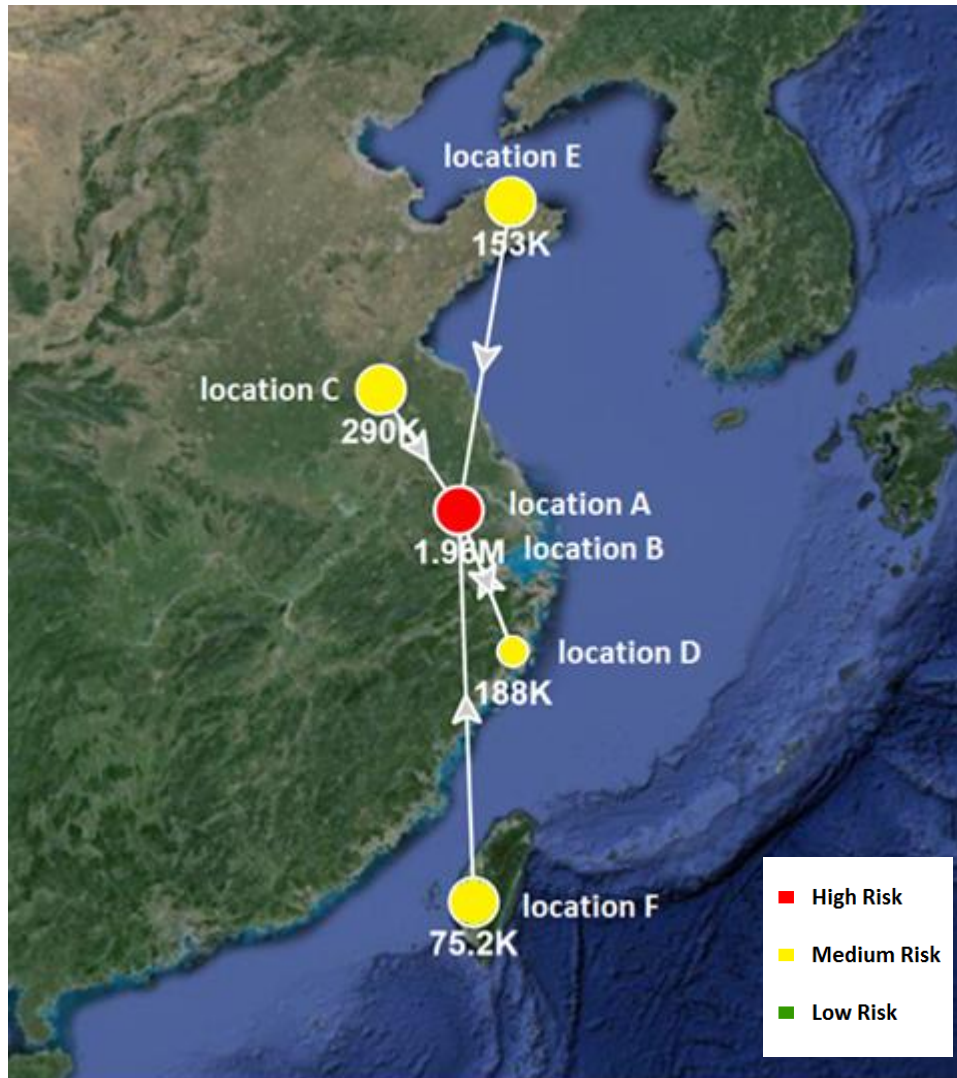 location E
153K
location C
290K
location A
location B
location D
188K
location F
75.2K
High Risk
Medium Risk
Low Risk